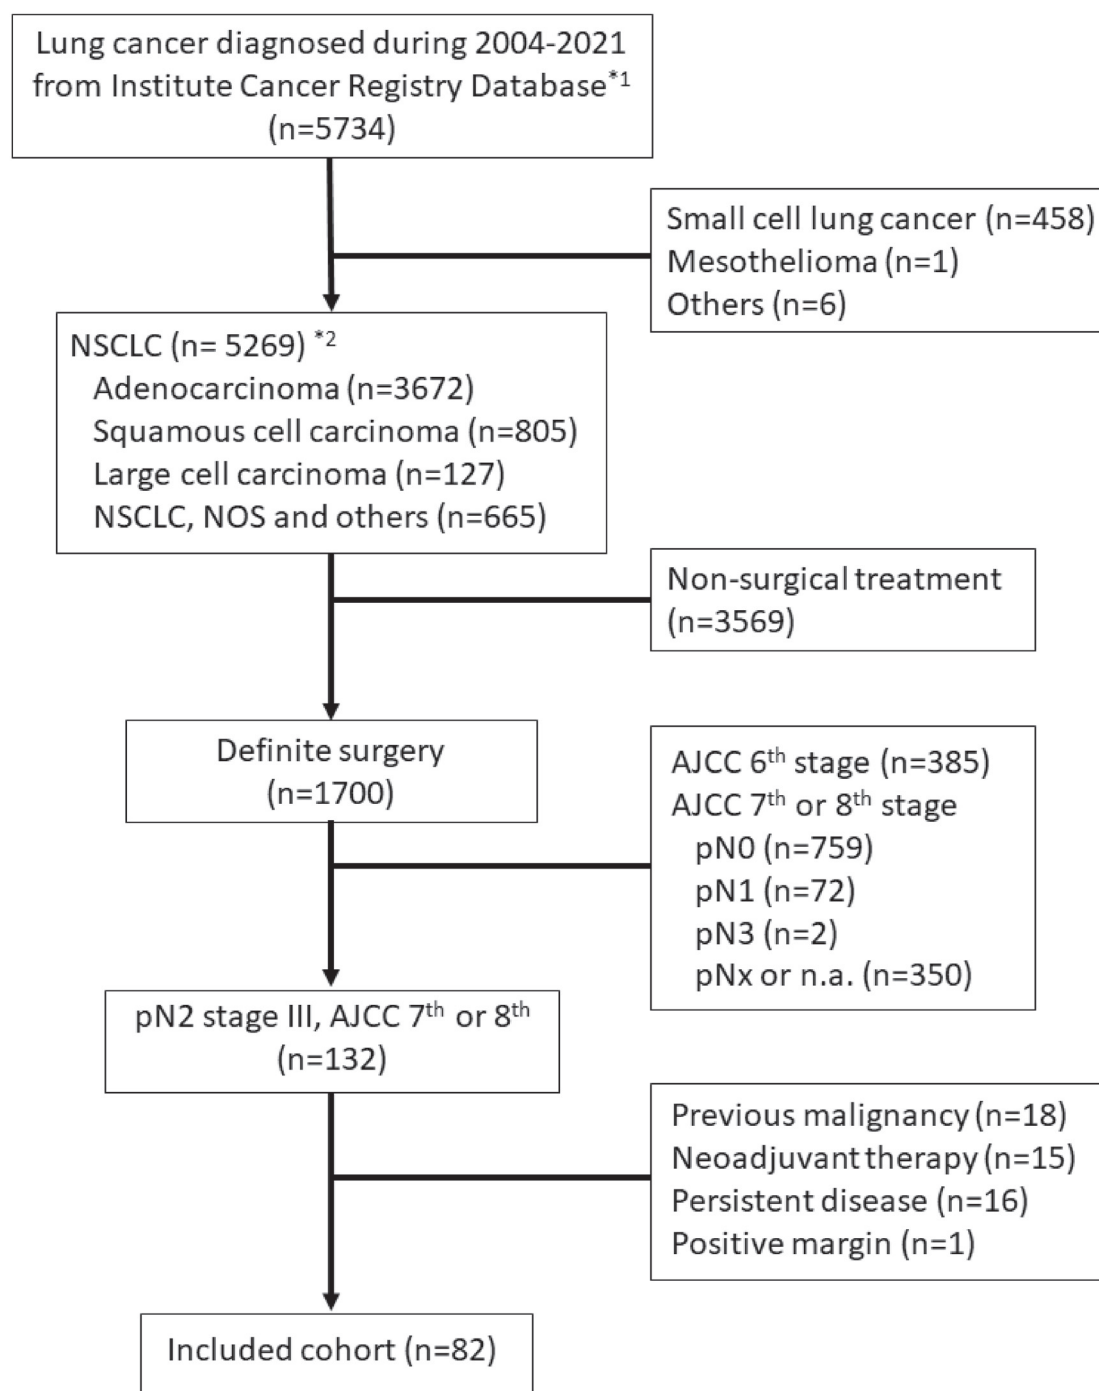 Lung cancer diagnosed during 2004-2021
from Institute Cancer Registry Database*1
(n=5734)
Small cell lung cancer (n=458)
Mesothelioma (n=1)
Others (n=6)
NSCLC (n= 5269) *2
Adenocarcinoma (n=3672)
Squamous cell carcinoma (n=805)
Large cell carcinoma (n=127)
NSCLC, NOS and others (n=665)
Non-surgical treatment
(n=3569)
Definite surgery
(n=1700)
AJCC 6th stage (n=385)
AJCC 7th or 8th stage
pN0 (n=759)
pN1 (n=72)
pN3 (n=2)
pNx or n.a. (n=350)
pN2 stage III, AJCC 7th or 8th
(n=132)
Previous malignancy (n=18)
Neoadjuvant therapy (n=15)
Persistent disease (n=16)
Positive margin (n=1)
Included cohort (n=82)